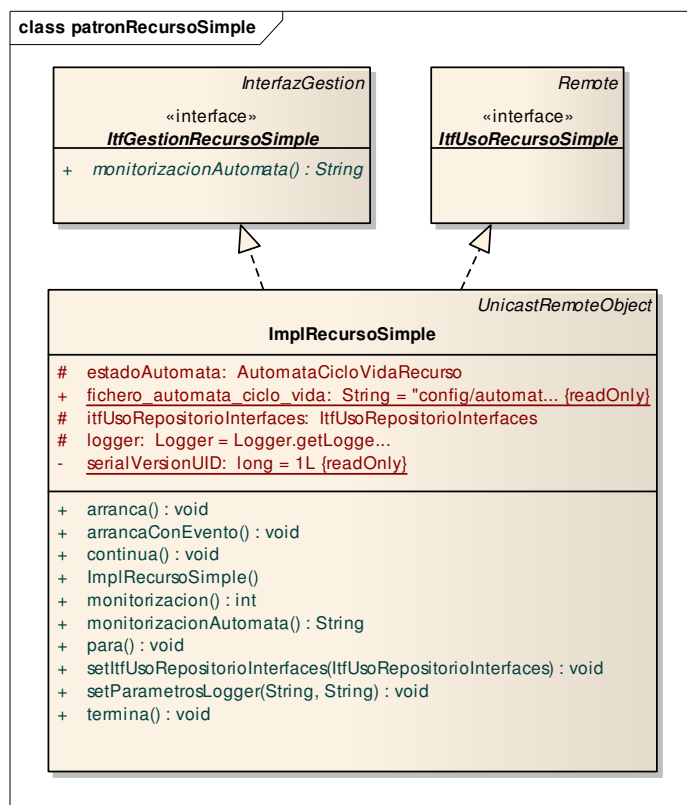 class patronRecursoSimple
InterfazGestion
«interface»
ItfGestionRecursoSimple
+ monitorizacionAutomata() : String
Remote
«interface»
ItfUsoRecursoSimple
UnicastRemoteObject
ImplRecursoSimple
# estadoAutomata: AutomataCicloVidaRecurso
+ fichero_automata_ciclo_vida: String = "config/automat... {readOnly}
# itfUsoRepositorioInterfaces: ItfUsoRepositorioInterfaces
# logger: Logger = Logger.getLogge...
- serialVersionUID: long = 1L {readOnly}
+ arranca() : void
+ arrancaConEvento() : void
+ continua() : void
+ ImplRecursoSimple()
+ monitorizacion() : int
+ monitorizacionAutomata() : String
+ para() : void
+ setItfUsoRepositorioInterfaces(ItfUsoRepositorioInterfaces) : void
+ setParametrosLogger(String, String) : void
+ termina() : void